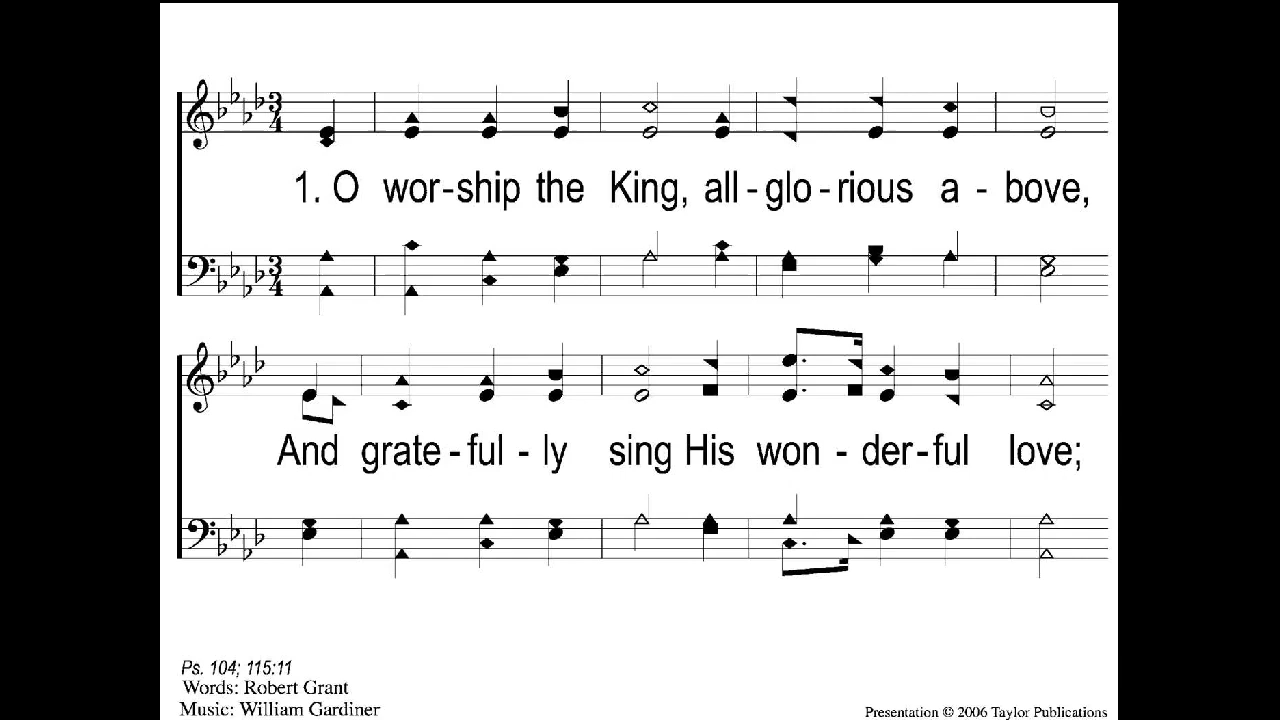 1. O wor-ship the King, all-glo-rious a-bove,
And grate-ful-ly sing His won-der-ful love;
Ps. 104; 115:11
Words: Robert Grant
Music: William Gardiner
Presentation © 2006 Taylor Publications